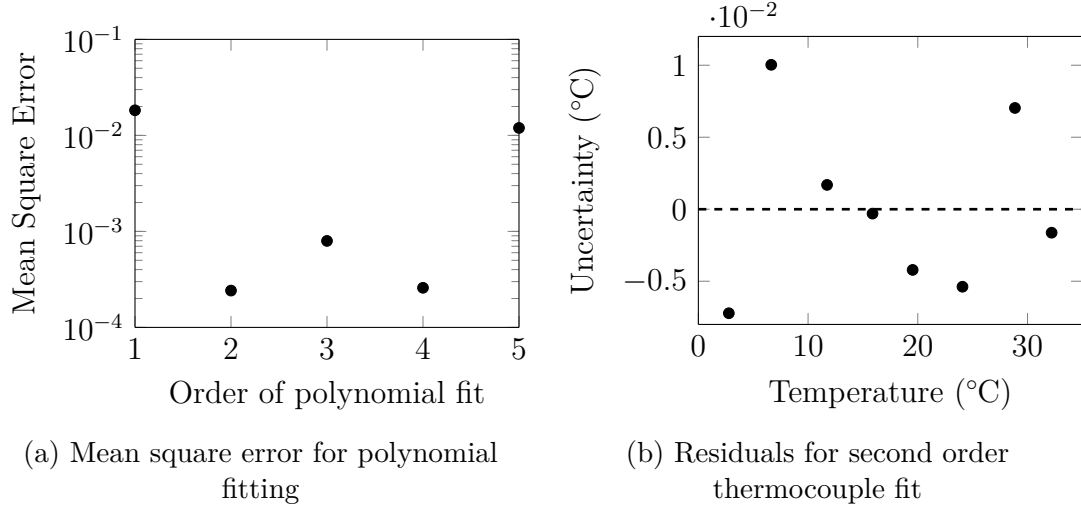 10⁻¹
10⁻²
10⁻³
10⁻⁴
Mean Square Error
1 2 3 4 5
Order of polynomial fit
(a) Mean square error for polynomial
fitting
·10⁻²
1
0.5
0
−0.5
Uncertainty (°C)
0 10 20 30
Temperature (°C)
(b) Residuals for second order
thermocouple fit